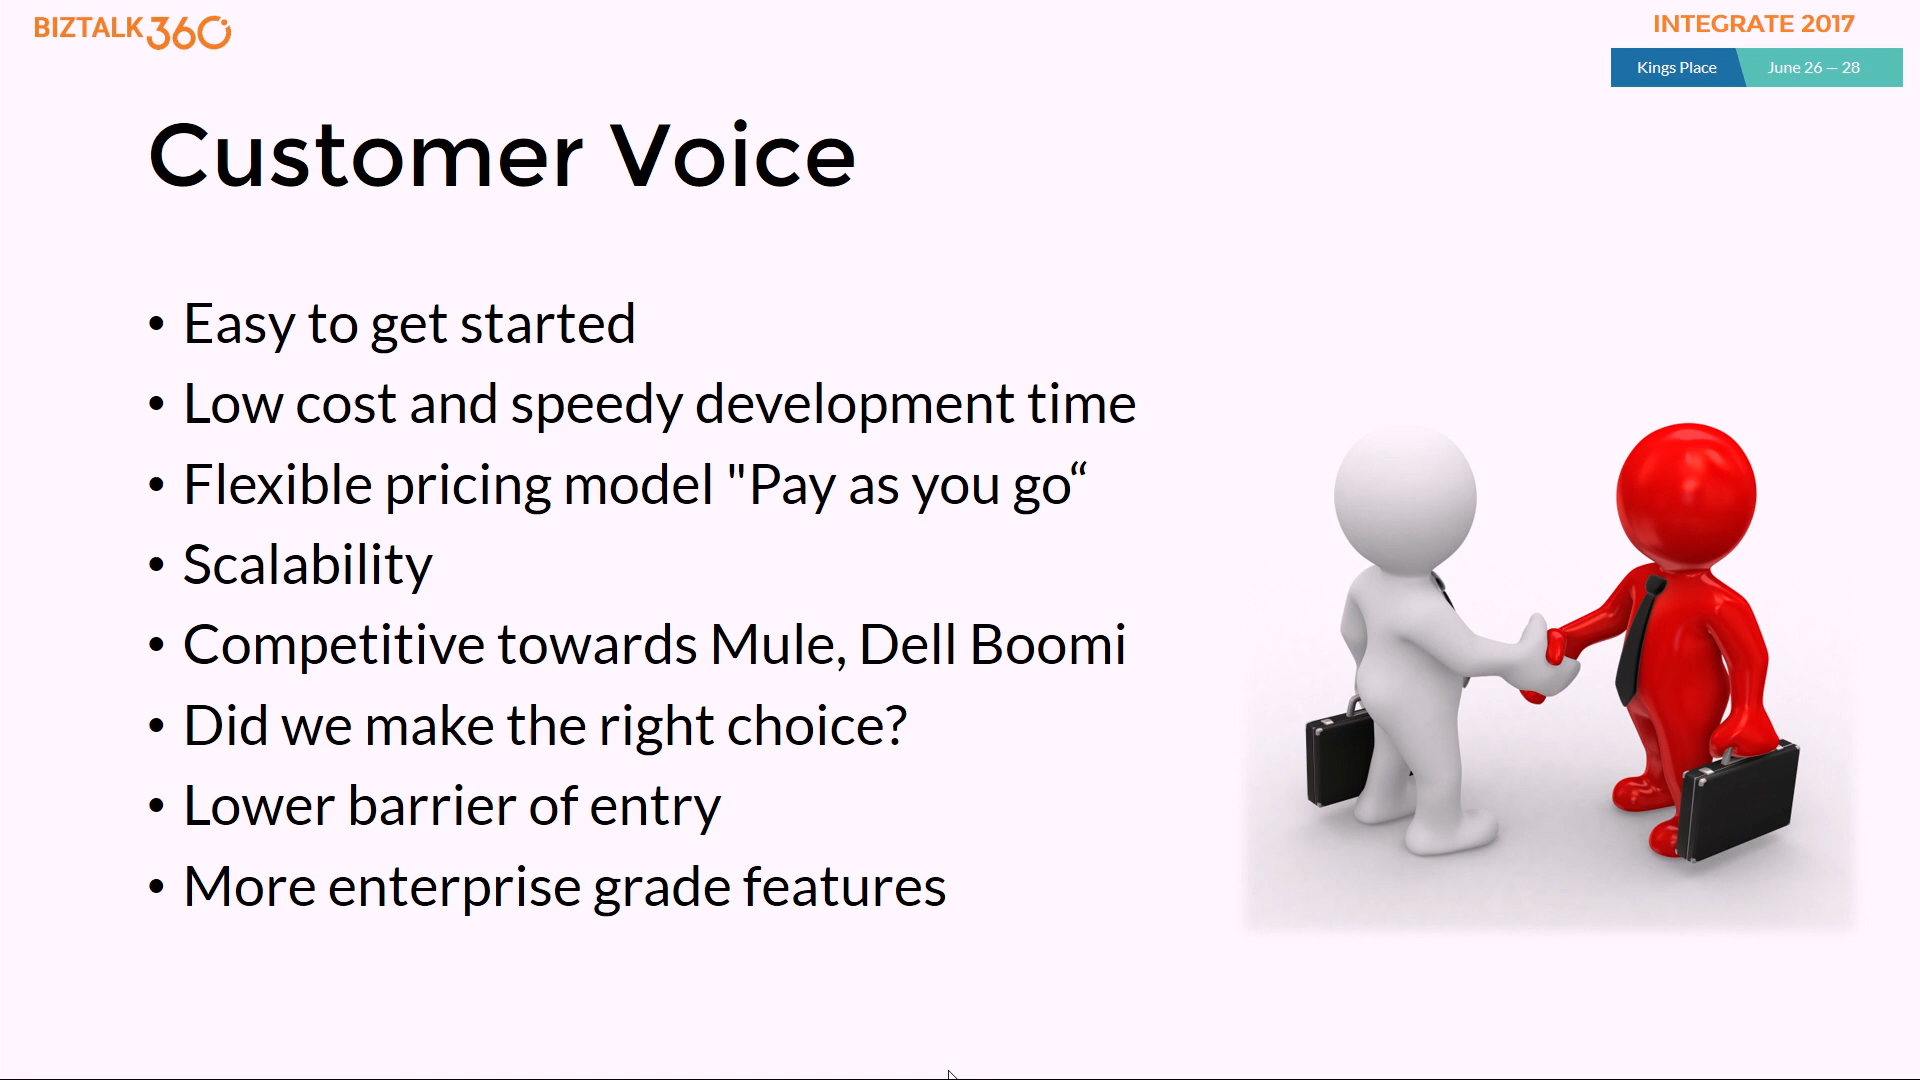 BIZTALK360
INTEGRATE 2017
Kings Place
June 26 — 28
Customer Voice
• Easy to get started
• Low cost and speedy development time
• Flexible pricing model "Pay as you go“
• Scalability
• Competitive towards Mule, Dell Boomi
• Did we make the right choice?
• Lower barrier of entry
• More enterprise grade features